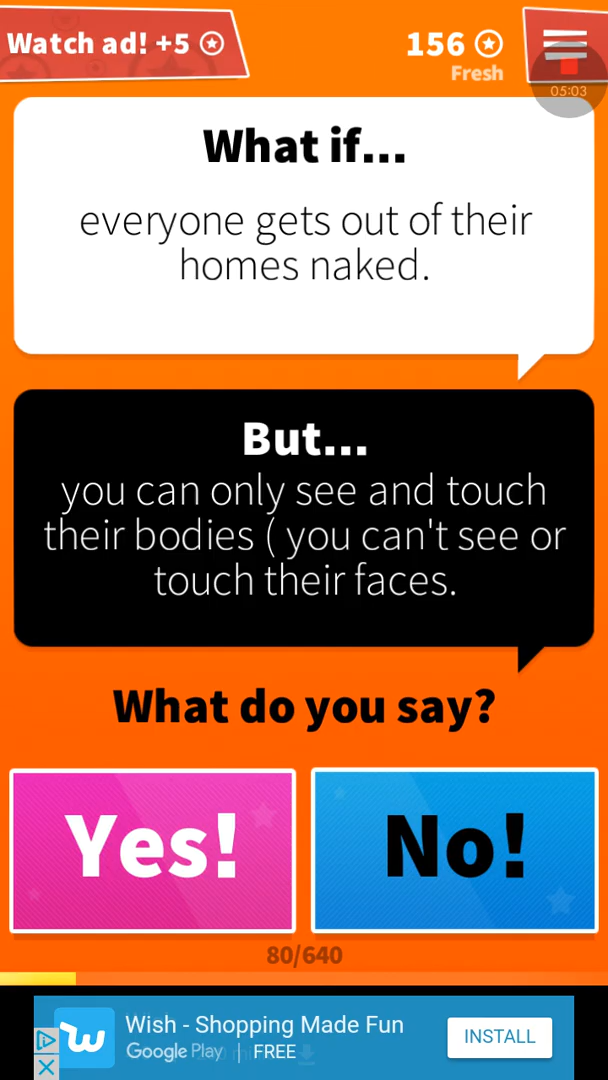 Watch ad! +5
156
Fresh
05:03
What if...
everyone gets out of their
homes naked.
But...
you can only see and touch
their bodies ( you can't see or
touch their faces.
What do you say?
Yes!
No!
80/640
Wish - Shopping Made Fun
Google Play | FREE
INSTALL